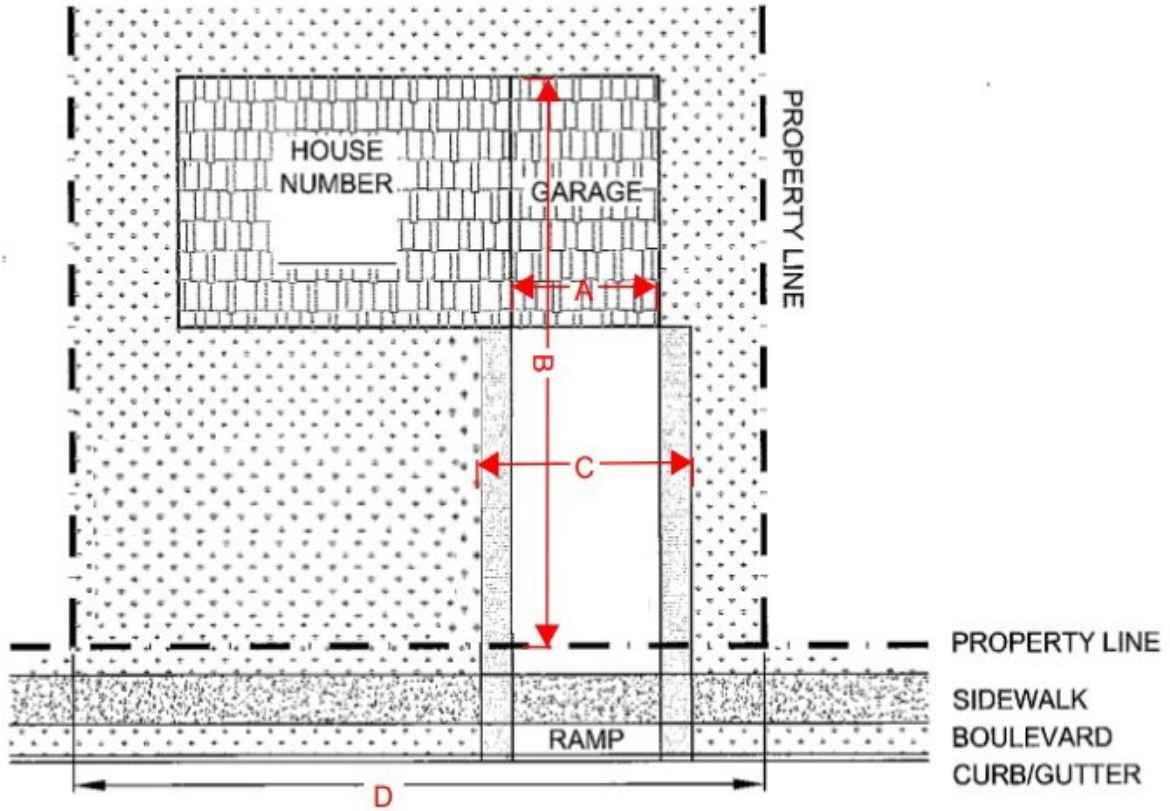 HOUSE
NUMBER
GARAGE
PROPERTY LINE
A
B
C
PROPERTY LINE
SIDEWALK
RAMP
BOULEVARD
CURB/GUTTER
D